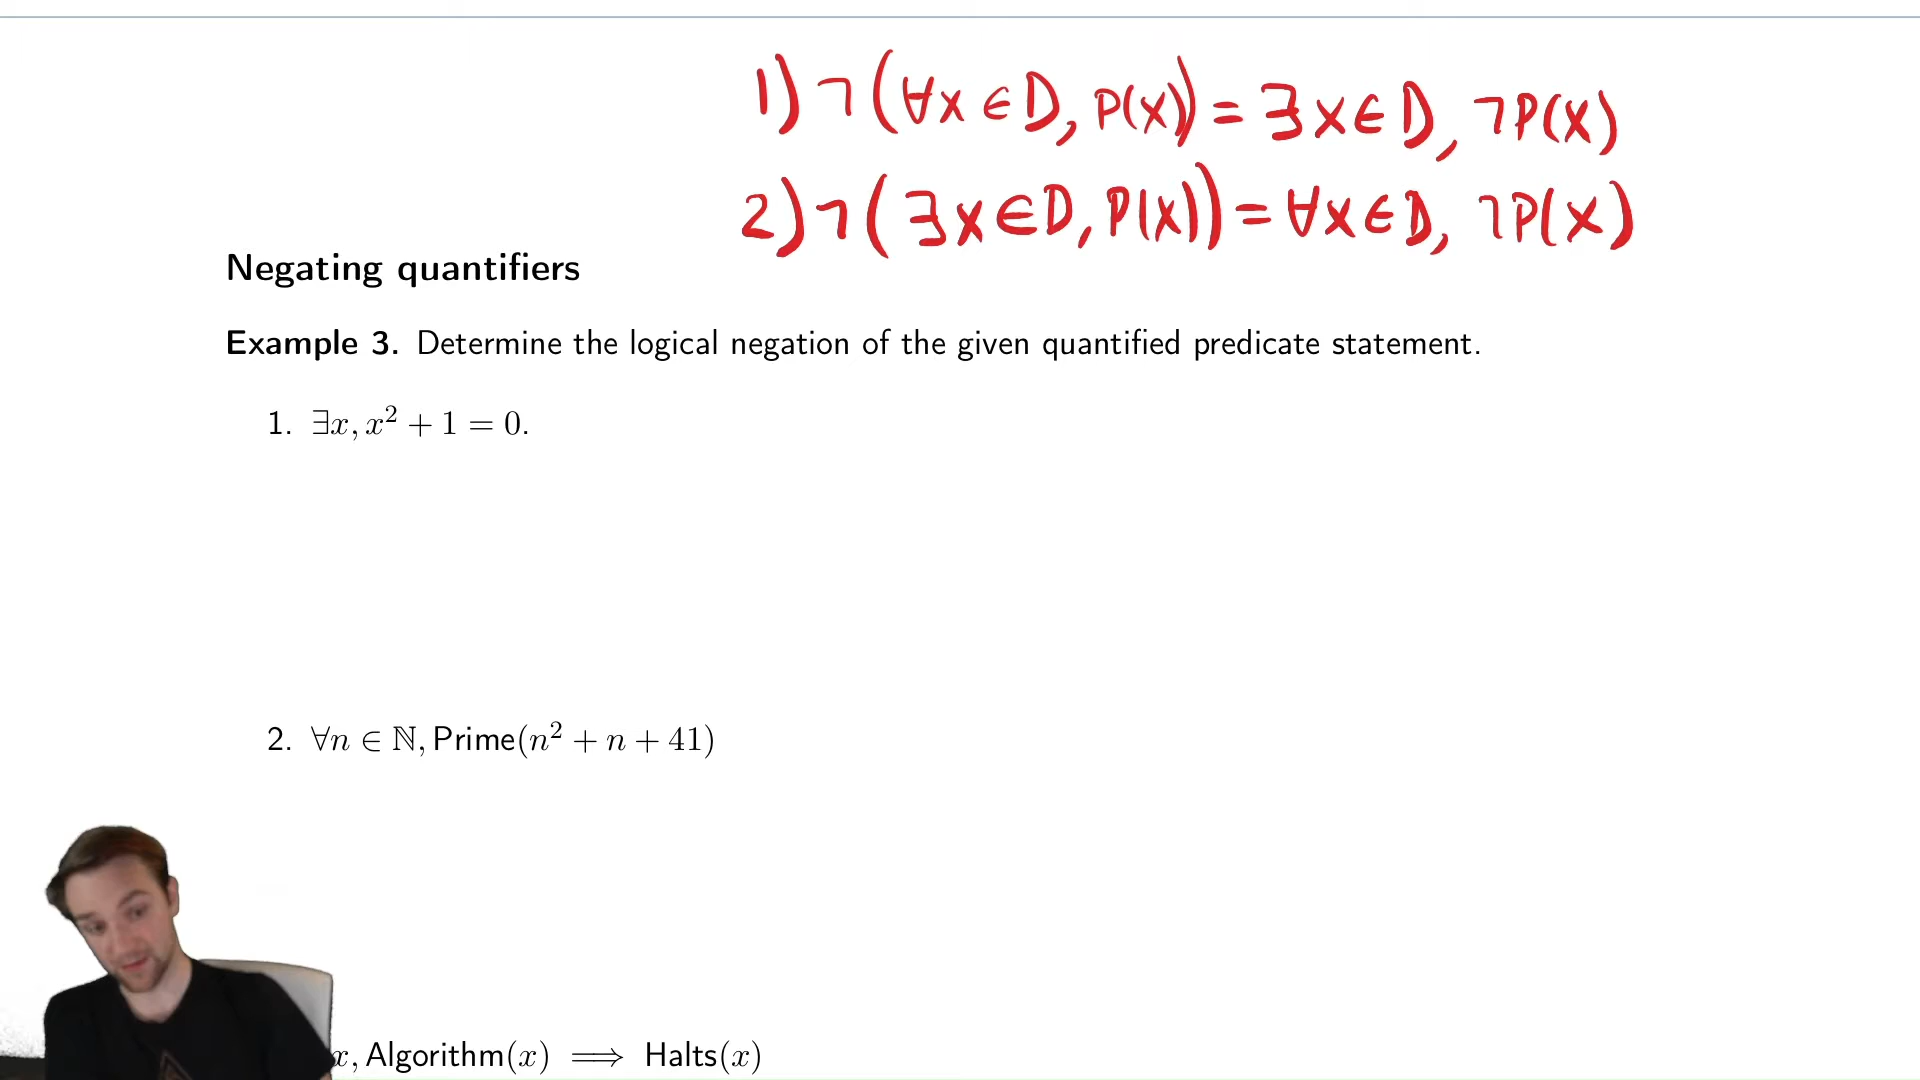 1) ¬(∀x∈D, P(x)) = ∃x∈D, ¬P(x)
2) ¬(∃x∈D, P(x)) = ∀x∈D, ¬P(x)
Negating quantifiers
Example 3. Determine the logical negation of the given quantified predicate statement.
1. ∃x, x² + 1 = 0.
2. ∀n ∈ ℕ, Prime(n² + n + 41)
x, Algorithm(x) ⟹ Halts(x)